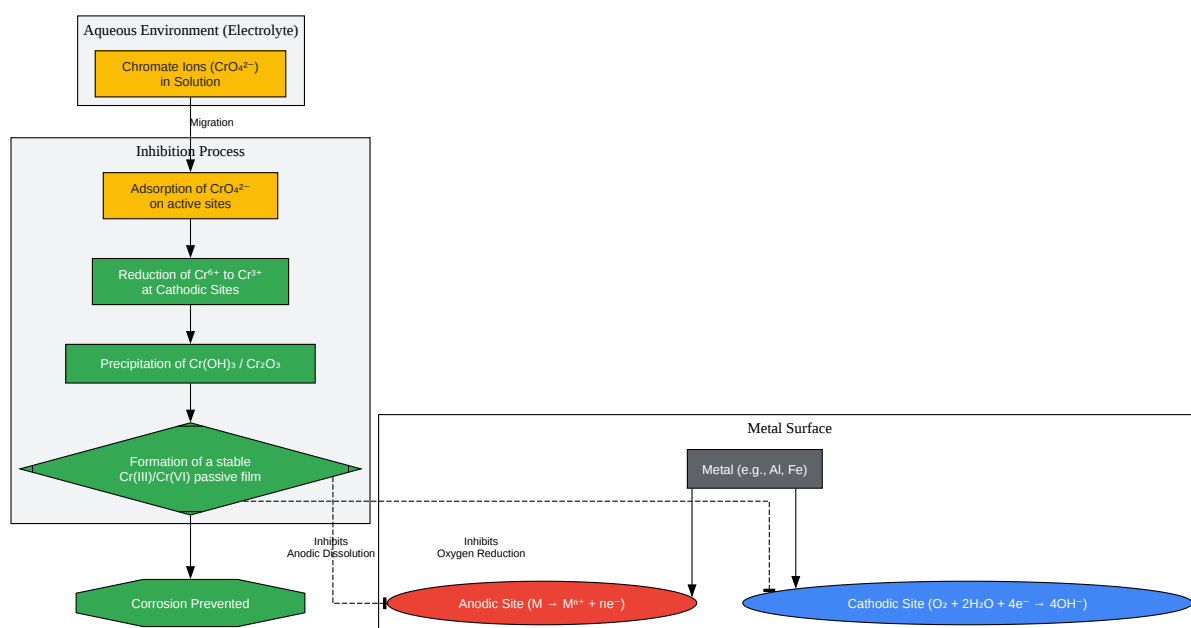 Aqueous Environment (Electrolyte)
Chromate Ions (CrO₄²⁻)
in Solution
Migration
Inhibition Process
Adsorption of CrO₄²⁻
on active sites
Reduction of Cr⁶⁺ to Cr³⁺
at Cathodic Sites
Precipitation of Cr(OH)₃ / Cr₂O₃
Formation of a stable
Cr(III)/Cr(VI) passive film
Metal Surface
Metal (e.g., Al, Fe)
Inhibits
Anodic Dissolution
Inhibits
Oxygen Reduction
Corrosion Prevented
Anodic Site (M → Mⁿ⁺ + ne⁻)
Cathodic Site (O₂ + 2H₂O + 4e⁻ → 4OH⁻)